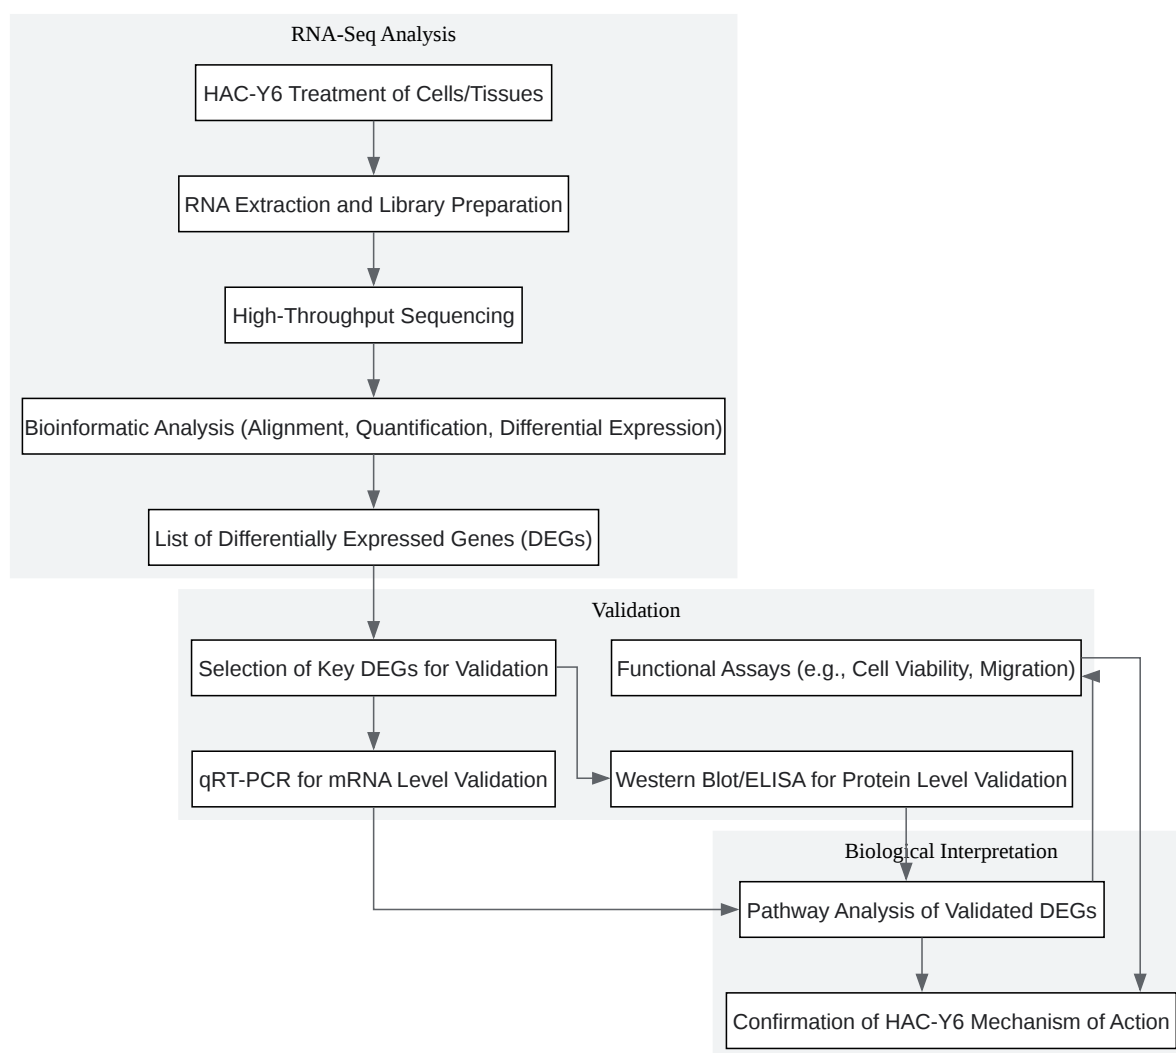 RNA-Seq Analysis
HAC-Y6 Treatment of Cells/Tissues
RNA Extraction and Library Preparation
High-Throughput Sequencing
Bioinformatic Analysis (Alignment, Quantification, Differential Expression)
List of Differentially Expressed Genes (DEGs)
Validation
Selection of Key DEGs for Validation
Functional Assays (e.g., Cell Viability, Migration)
qRT-PCR for mRNA Level Validation
Western Blot/ELISA for Protein Level Validation
Biological Interpretation
Pathway Analysis of Validated DEGs
Confirmation of HAC-Y6 Mechanism of Action